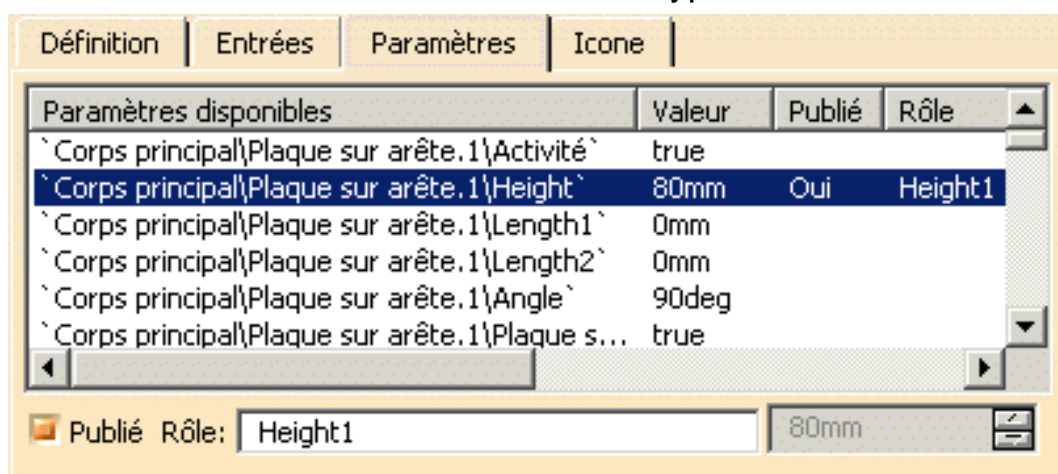 Définition Entrées Paramètres Icone
Paramètres disponibles Valeur Publié Rôle
`Corps principal\Plaque sur arête.1\Activité` true
`Corps principal\Plaque sur arête.1\Height` 80mm Oui Height1
`Corps principal\Plaque sur arête.1\Length1` 0mm
`Corps principal\Plaque sur arête.1\Length2` 0mm
`Corps principal\Plaque sur arête.1\Angle` 90deg
`Corps principal\Plaque sur arête.1\Plaque s... true
Publié Rôle: Height1 80mm